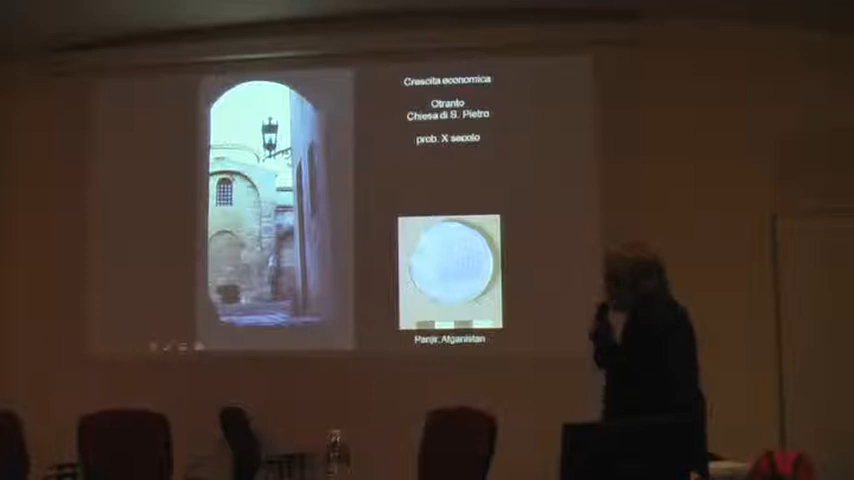 Crescita economica
Otranto
Chiesa di S. Pietro
prob. X secolo
Panjir, Afganistan